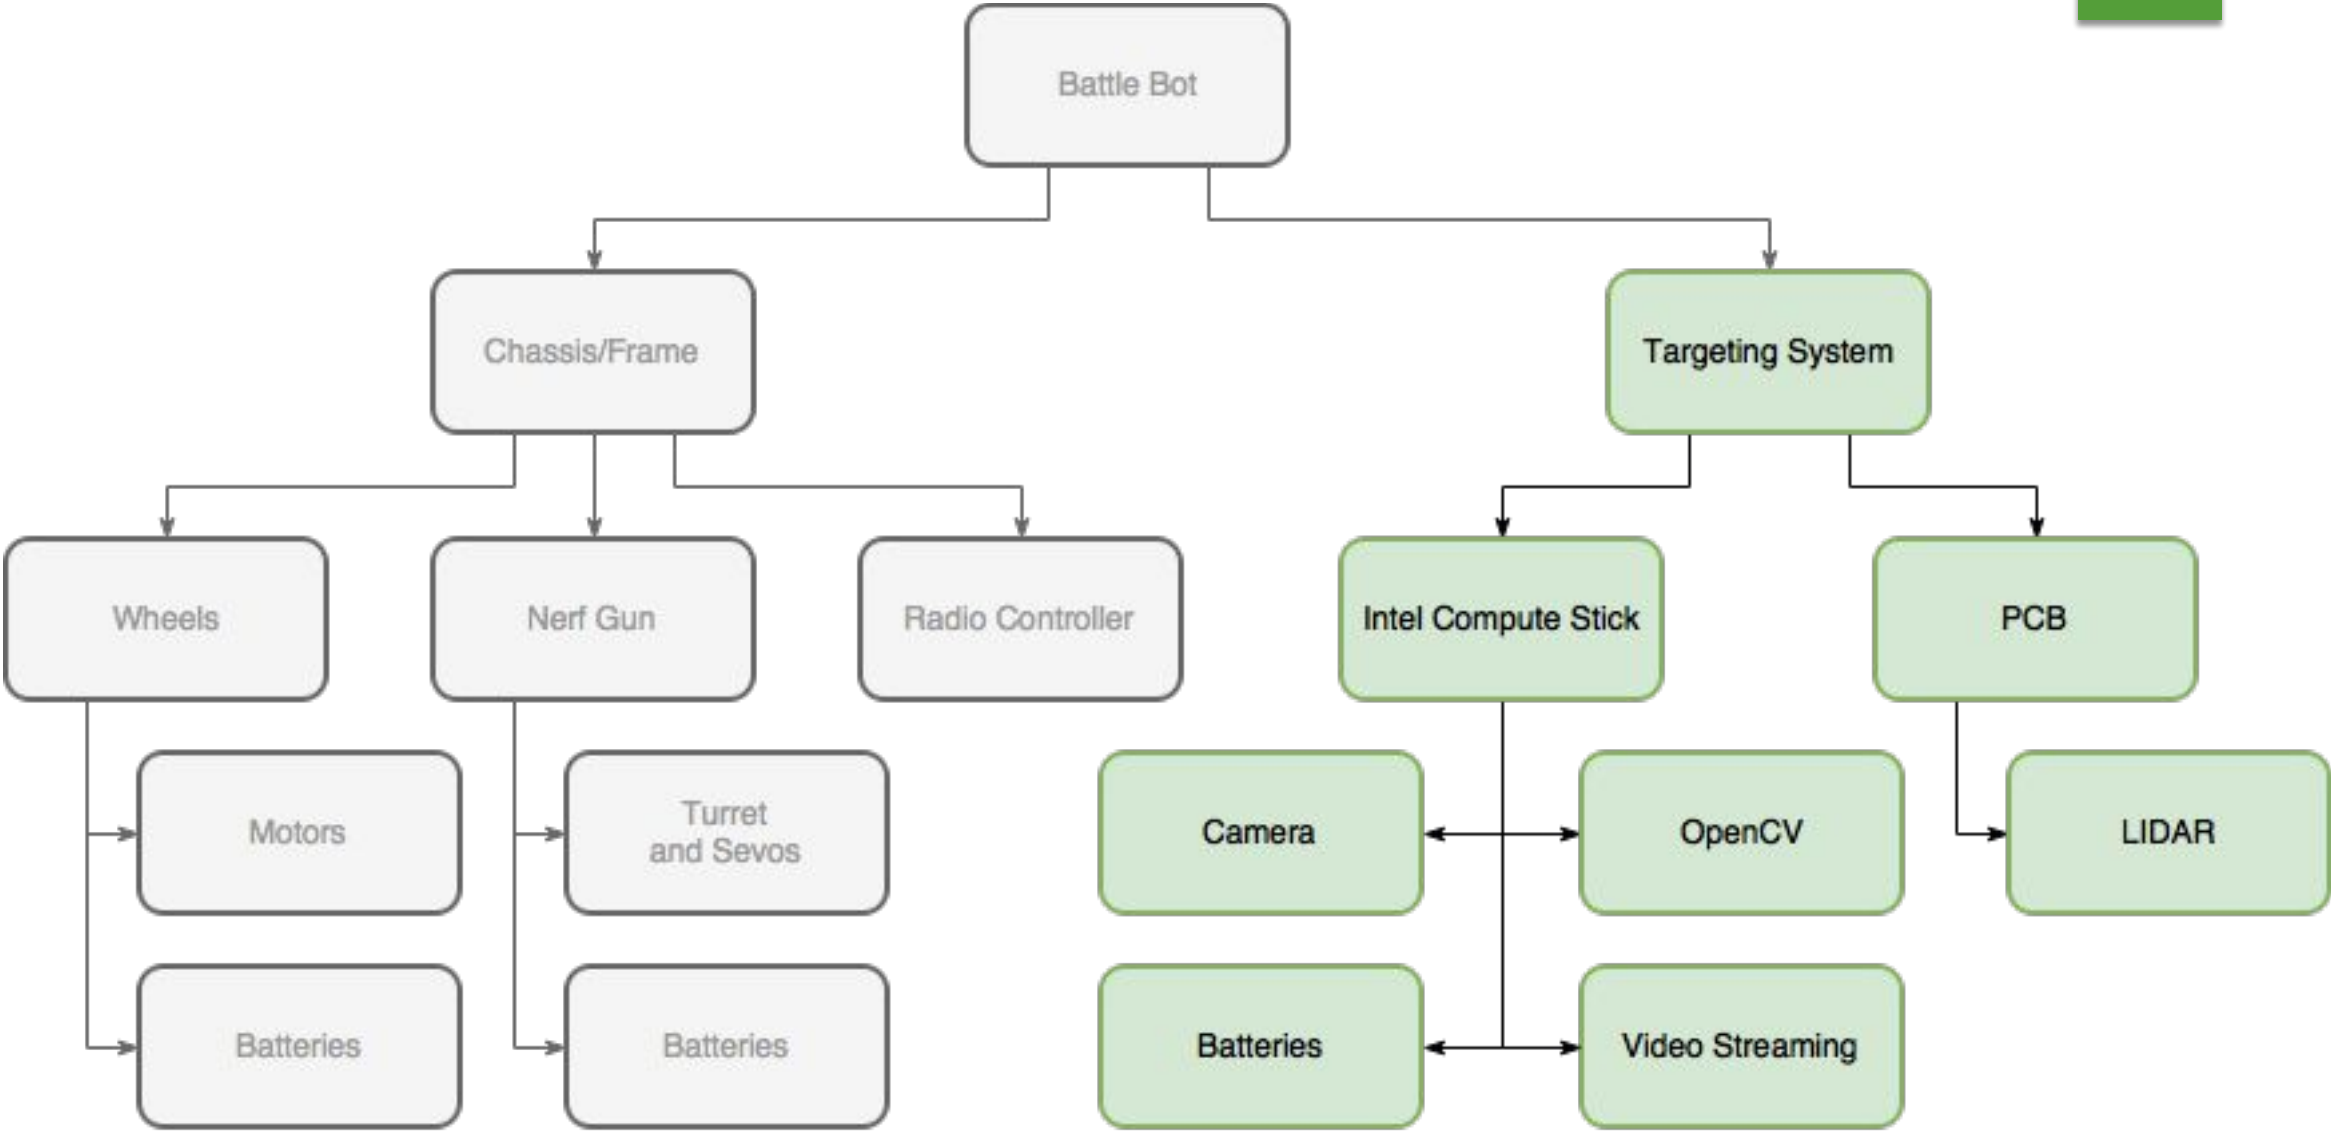 Battle Bot
Chassis/Frame
Targeting System
Wheels
Nerf Gun
Radio Controller
Intel Compute Stick
PCB
Motors
Turret
and Sevos
Camera
OpenCV
LIDAR
Batteries
Batteries
Batteries
Video Streaming